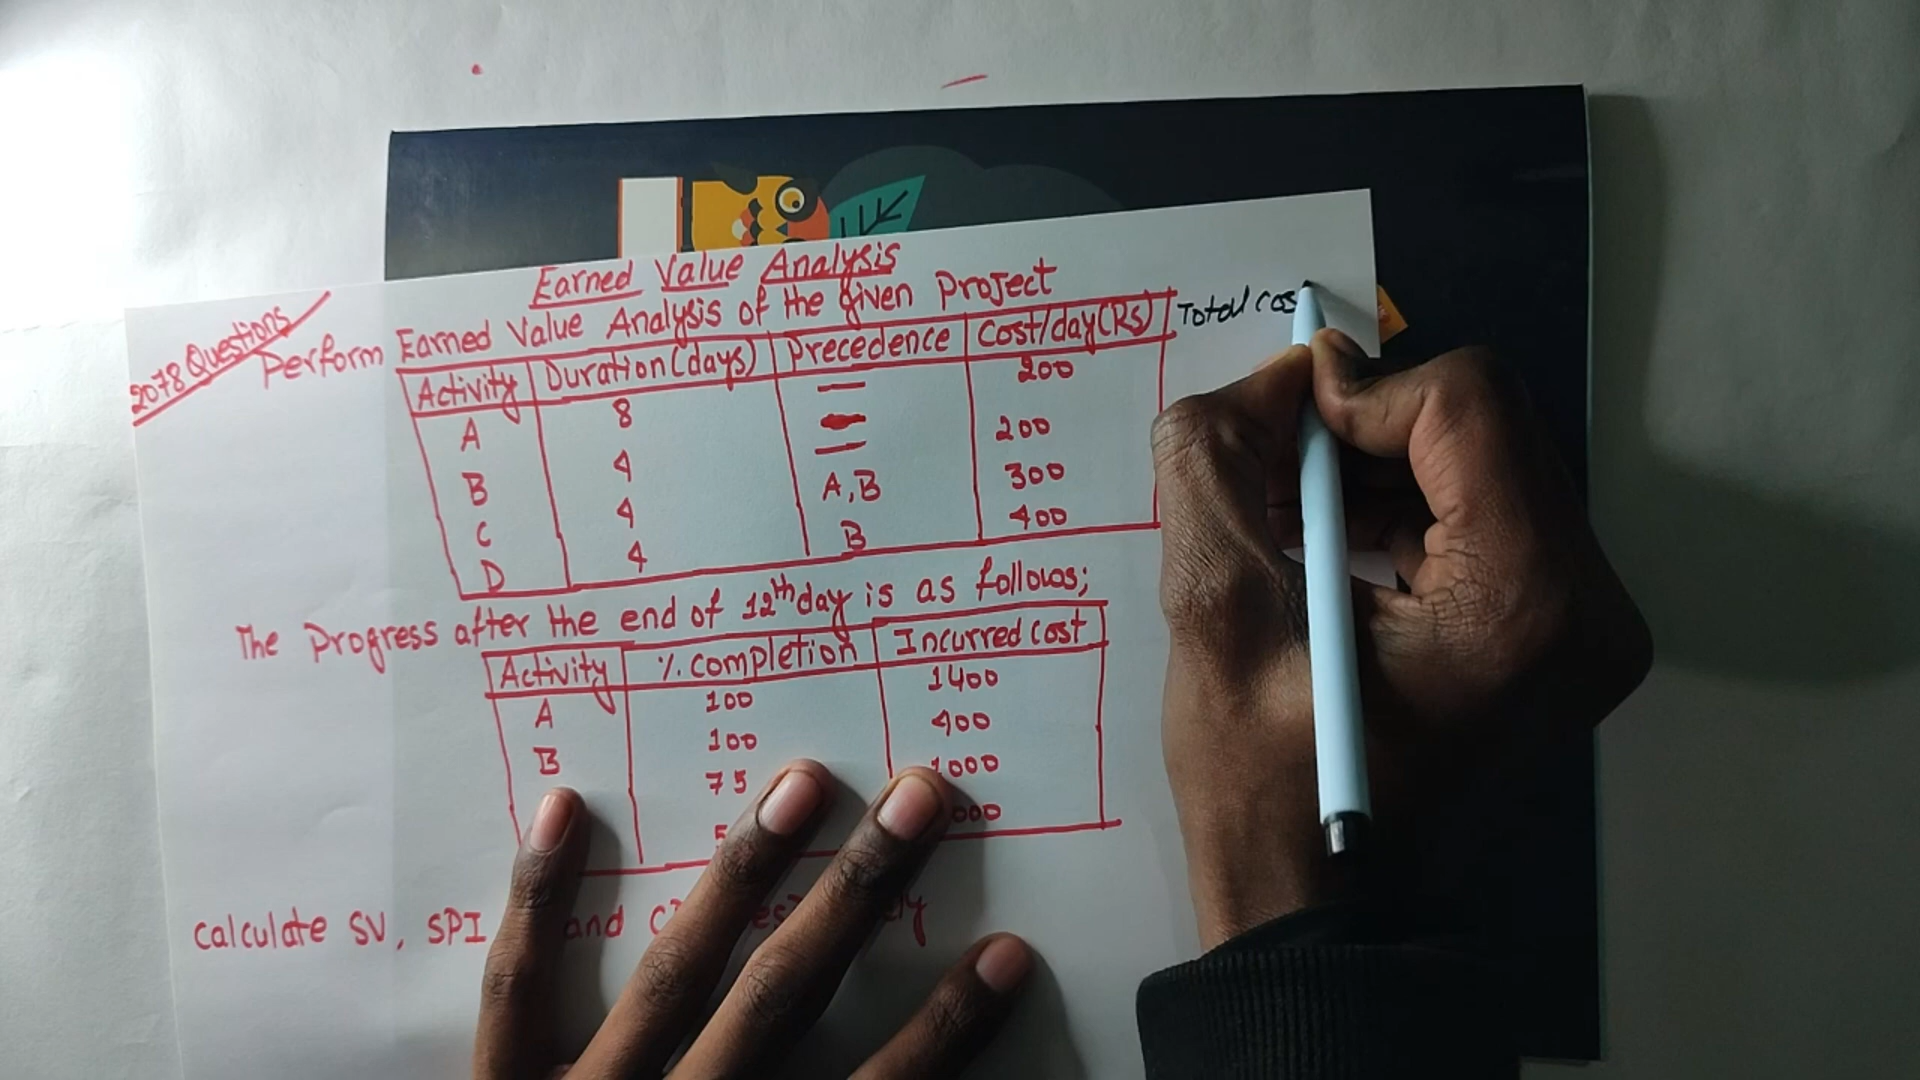 Earned Value Analysis
2078 Questions
Perform Earned Value Analysis of the given Project
Activity Duration(days) Precedence Cost/day(Rs) Total cos
A 8 — 200
B 4 — 200
C 4 A,B 300
D 4 B 400
The Progress after the end of 12th day is as follows;
Activity %.completion Incurred cost
A 100 1400
B 100 400
75 1000
Calculate SV, SPI and